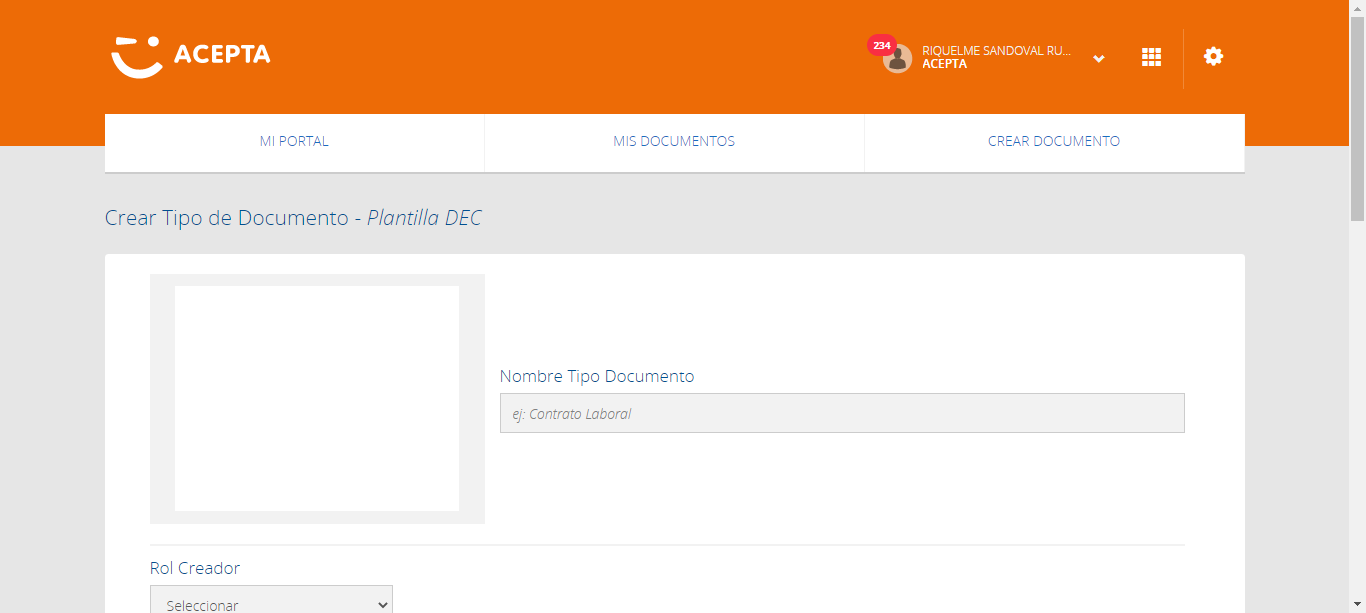 ACEPTA
234
RIQUELME SANDOVAL RU...
ACEPTA
MI PORTAL
MIS DOCUMENTOS
CREAR DOCUMENTO
Crear Tipo de Documento - Plantilla DEC
Nombre Tipo Documento
ej: Contrato Laboral
Rol Creador
Seleccionar